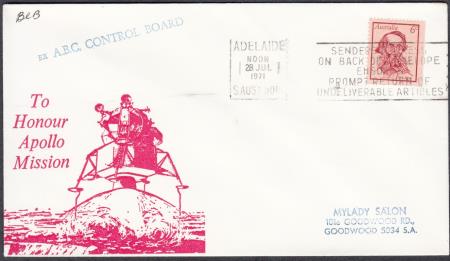 BCB
EX A.B.C. CONTROL BOARD
ADELAIDE
NOON
28 JUL
1971
S AUST
Australia
6c
SENDER'S
ON BACK OF ENVELOPE
PROMPT RETURN OF
UNDELIVERABLE ARTICLES
To
Honour
Apollo
Mission
MYLADY SALON
101a GOODWOOD RD.,
GOODWOOD 5034 S.A.